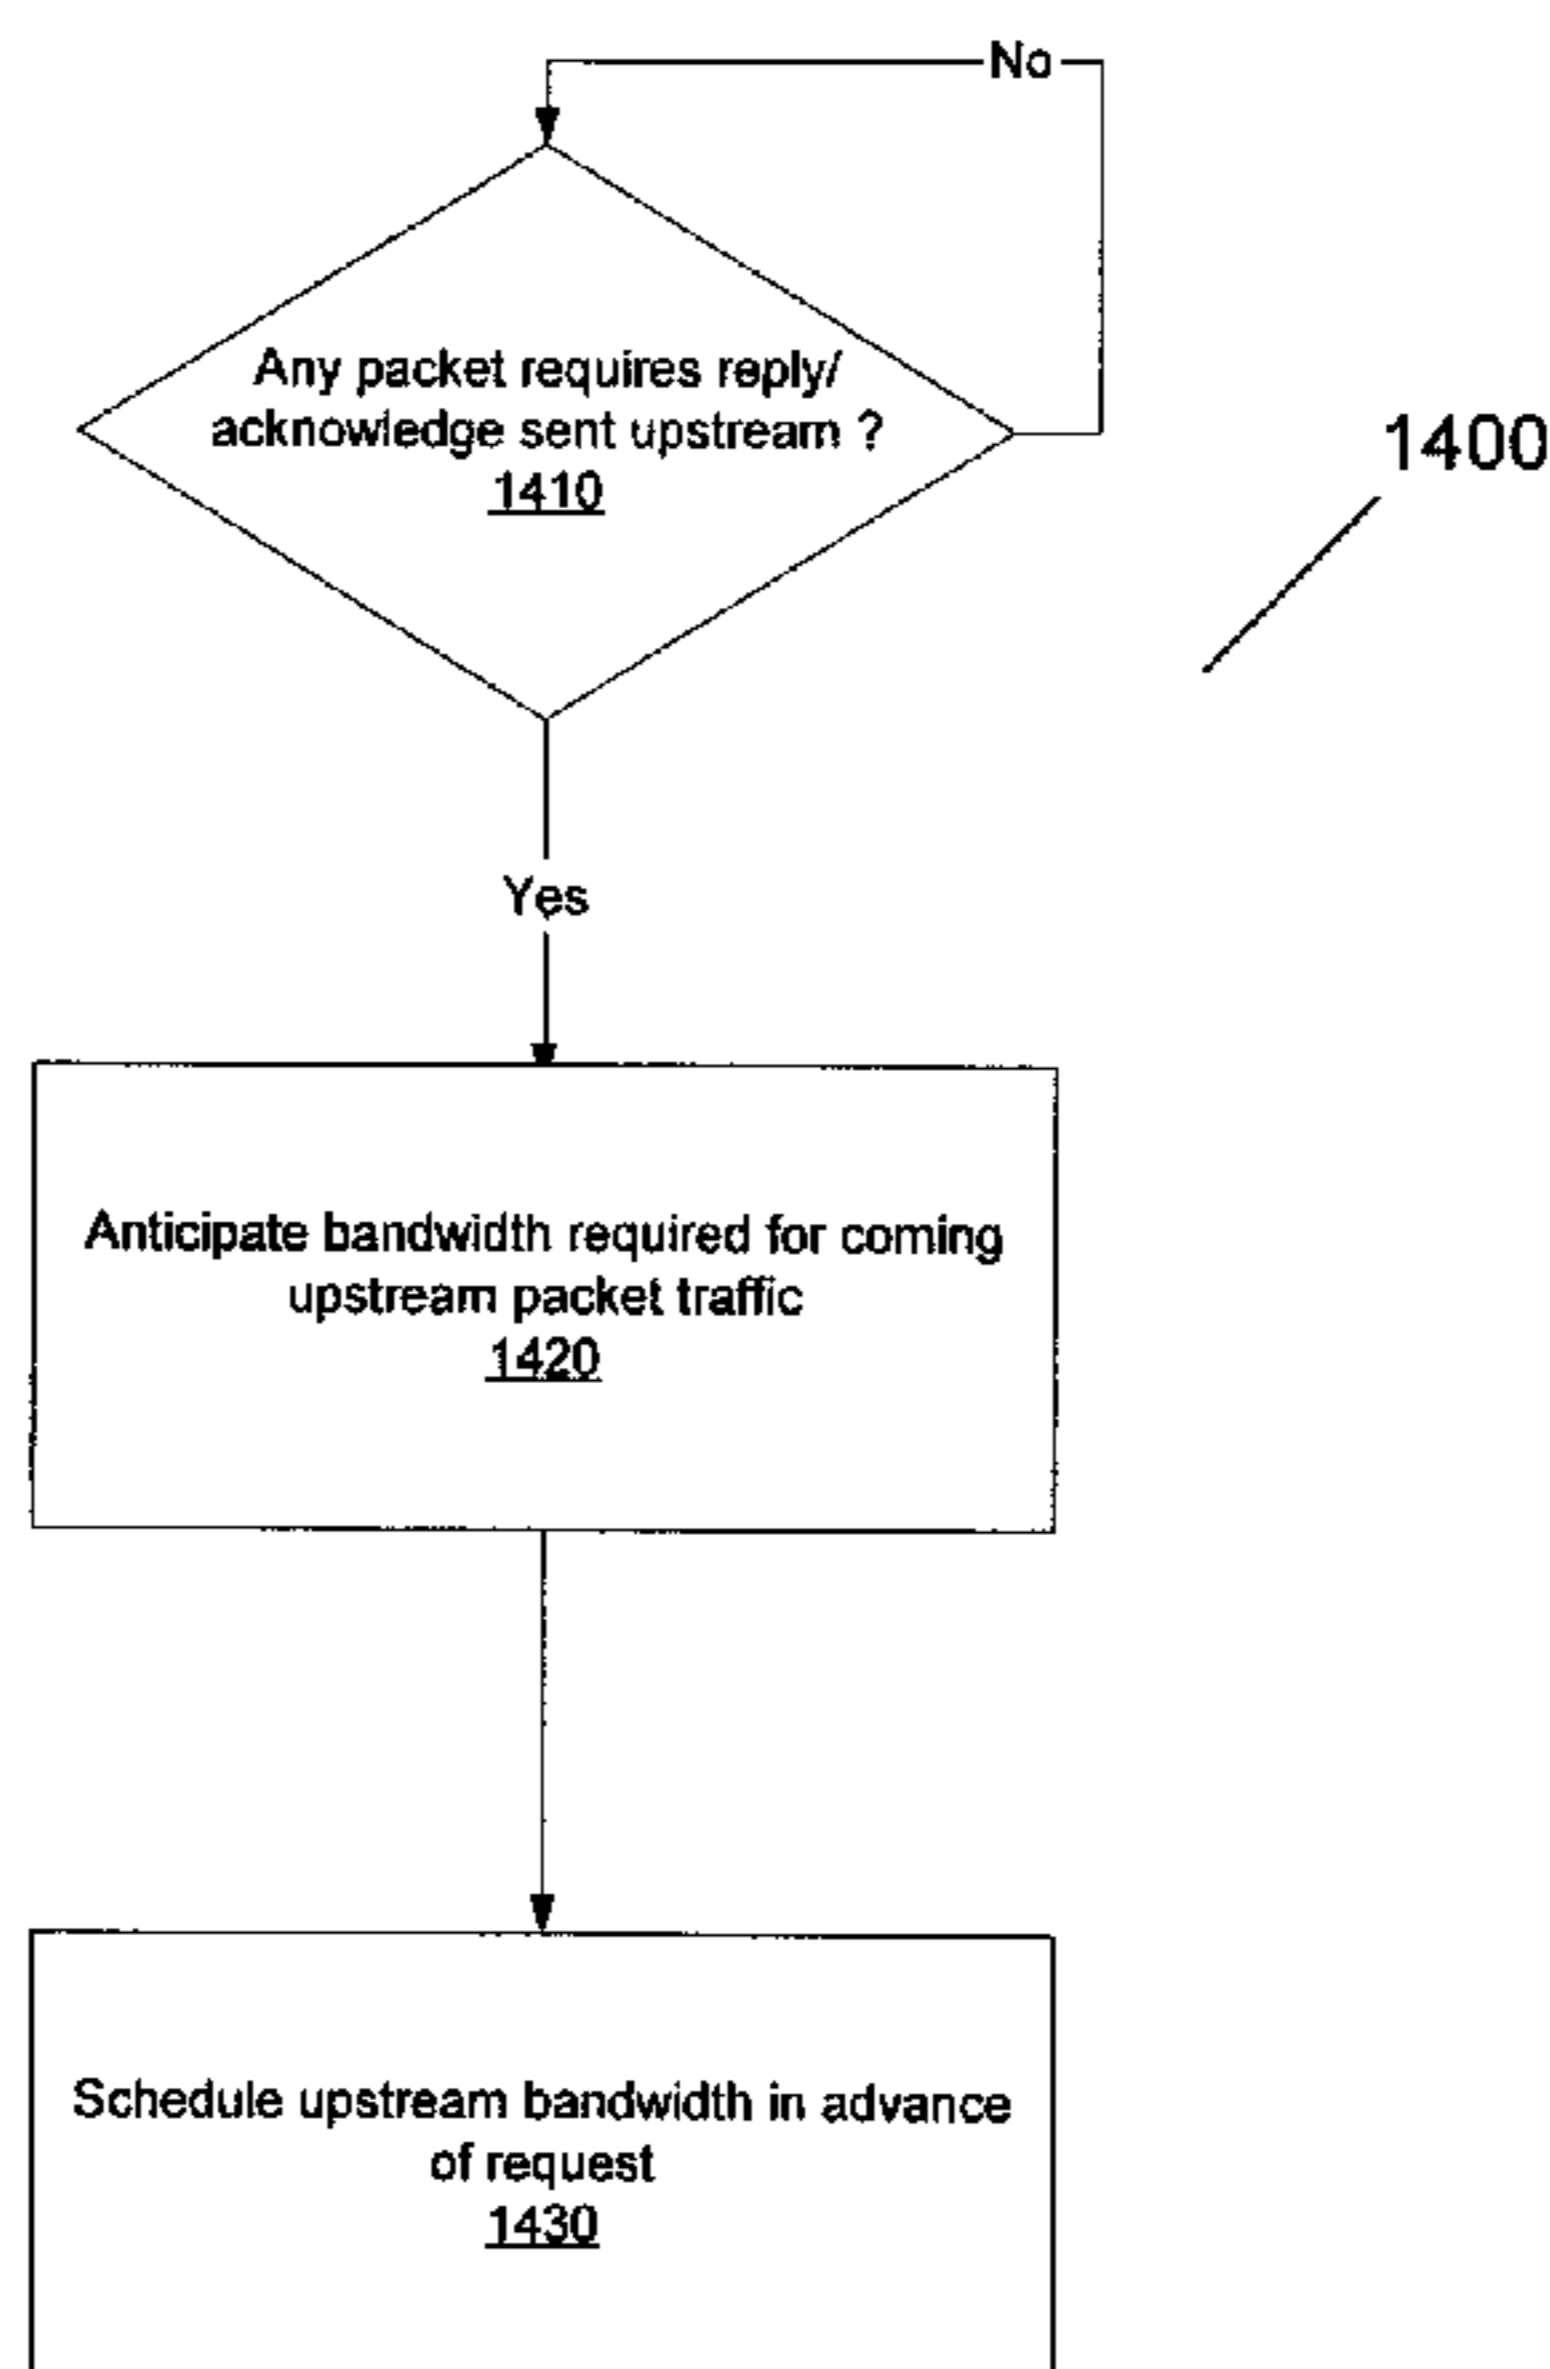 No
Any packet requires reply/
acknowledge sent upstream ?
1410
1400
Yes
Anticipate bandwidth required for coming
upstream packet traffic
1420
Schedule upstream bandwidth in advance
of request
1430